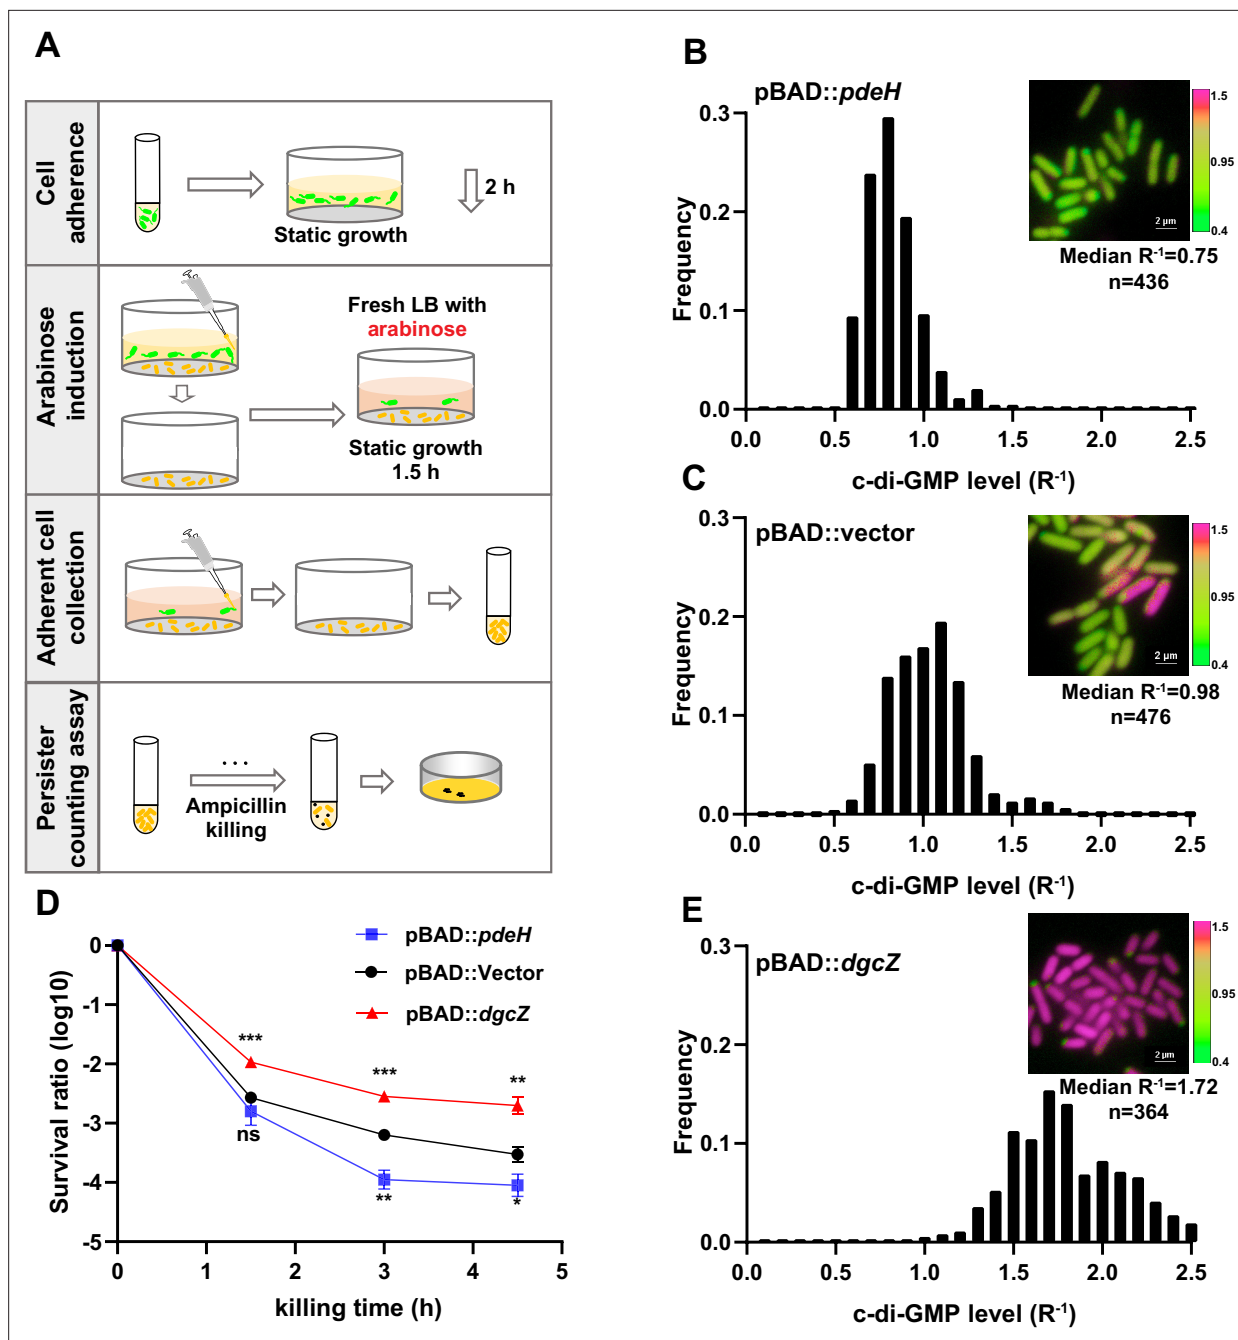 A
Cell
adherence
Static growth
2 h
Arabinose
induction
Fresh LB with
arabinose
Static growth
1.5 h
Adherent cell
collection
Persister
counting assay
...
Ampicillin
killing
B
pBAD::pdeH
Frequency
0.3
0.2
0.1
0.0
0.0 0.5 1.0 1.5 2.0 2.5
c-di-GMP level (R⁻¹)
1.5
0.95
0.4
2 µm
Median R⁻¹=0.75
n=436
C
pBAD::vector
Frequency
0.3
0.2
0.1
0.0
0.0 0.5 1.0 1.5 2.0 2.5
c-di-GMP level (R⁻¹)
1.5
0.95
0.4
2 µm
Median R⁻¹=0.98
n=476
D
pBAD::pdeH
pBAD::Vector
pBAD::dgcZ
Survival ratio (log10)
0
-1
-2
-3
-4
-5
***
***
**
ns
**
*
0 1 2 3 4 5
killing time (h)
E
pBAD::dgcZ
Frequency
0.3
0.2
0.1
0.0
0.0 0.5 1.0 1.5 2.0 2.5
c-di-GMP level (R⁻¹)
1.5
0.95
0.4
2 µm
Median R⁻¹=1.72
n=364